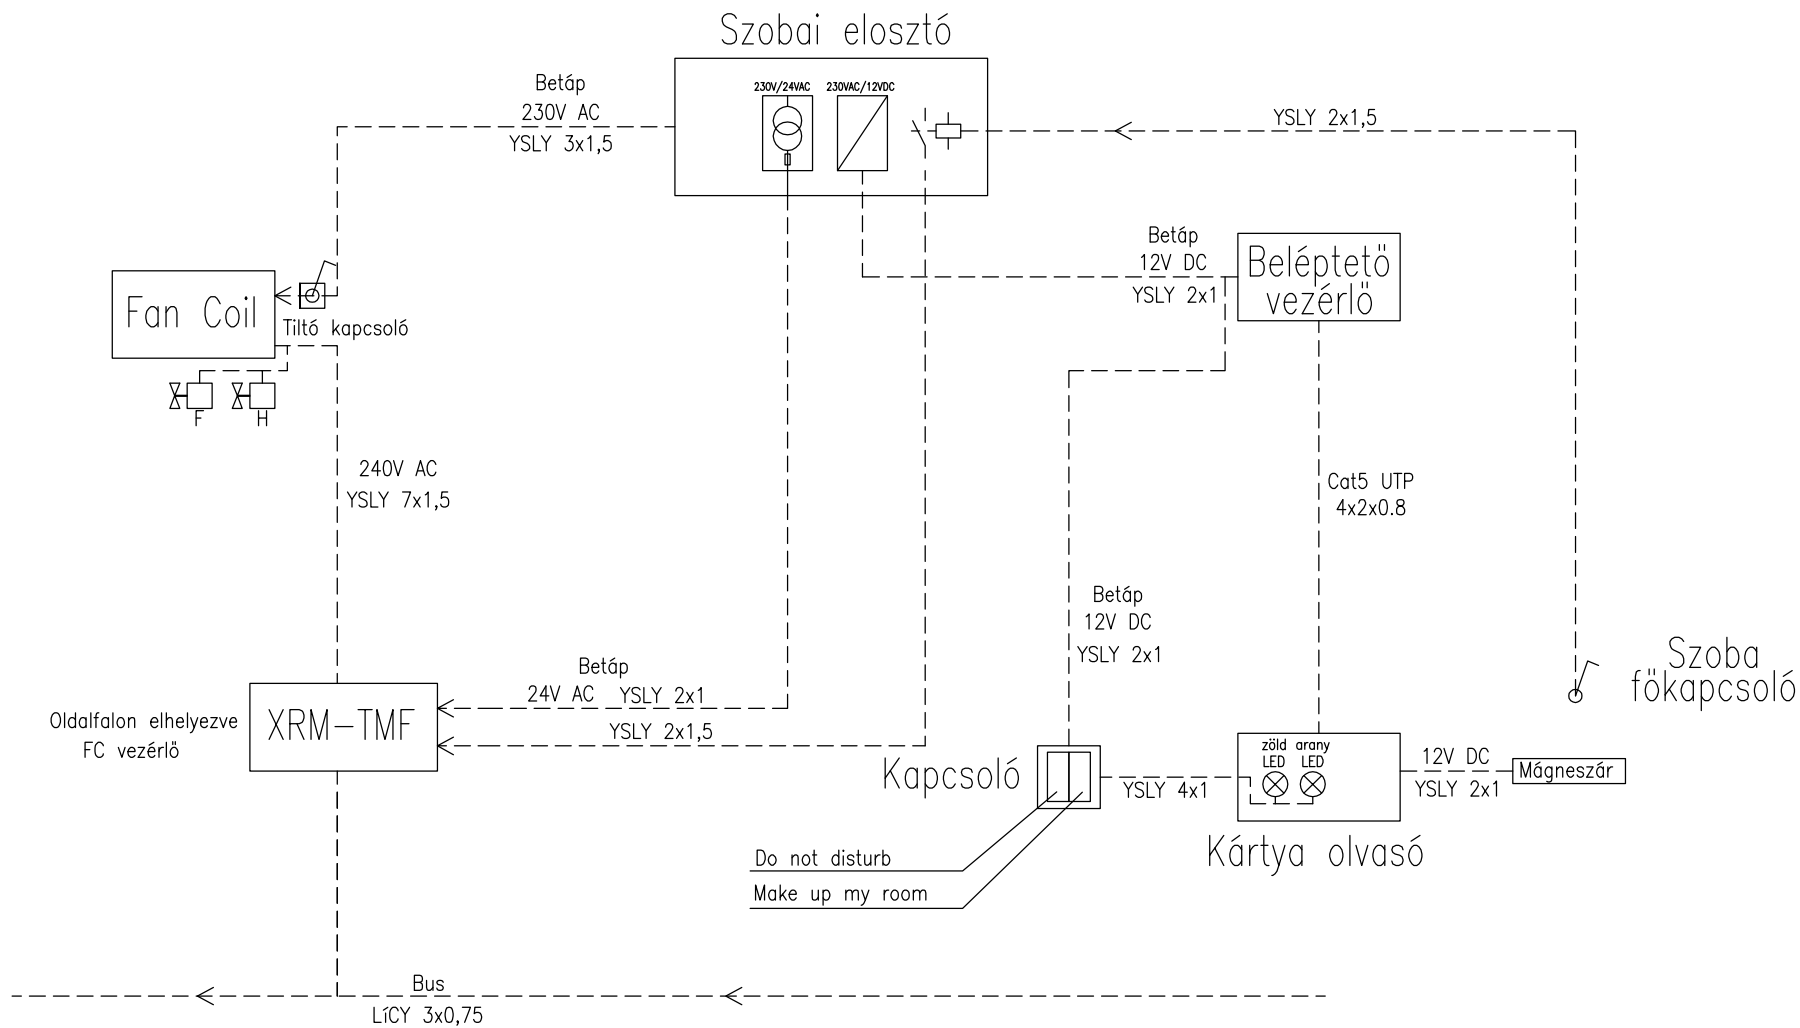 Szobai elosztó
Betáp
230V AC
YSLY 3x1,5
230V/24VAC
230VAC/12VDC
YSLY 2x1,5
Betáp
12V DC
YSLY 2x1
Beléptető
vezérlő
Fan Coil
Tiltó kapcsoló
F
H
240V AC
YSLY 7x1,5
Cat5 UTP
4x2x0.8
Betáp
12V DC
YSLY 2x1
Szoba
főkapcsoló
Betáp
24V AC YSLY 2x1
YSLY 2x1,5
Oldalfalon elhelyezve
FC vezérlő
XRM-TMF
Kapcsoló
YSLY 4x1
zöld arany
LED LED
12V DC
YSLY 2x1
Mágneszár
Kártya olvasó
Do not disturb
Make up my room
Bus
LíCY 3x0,75